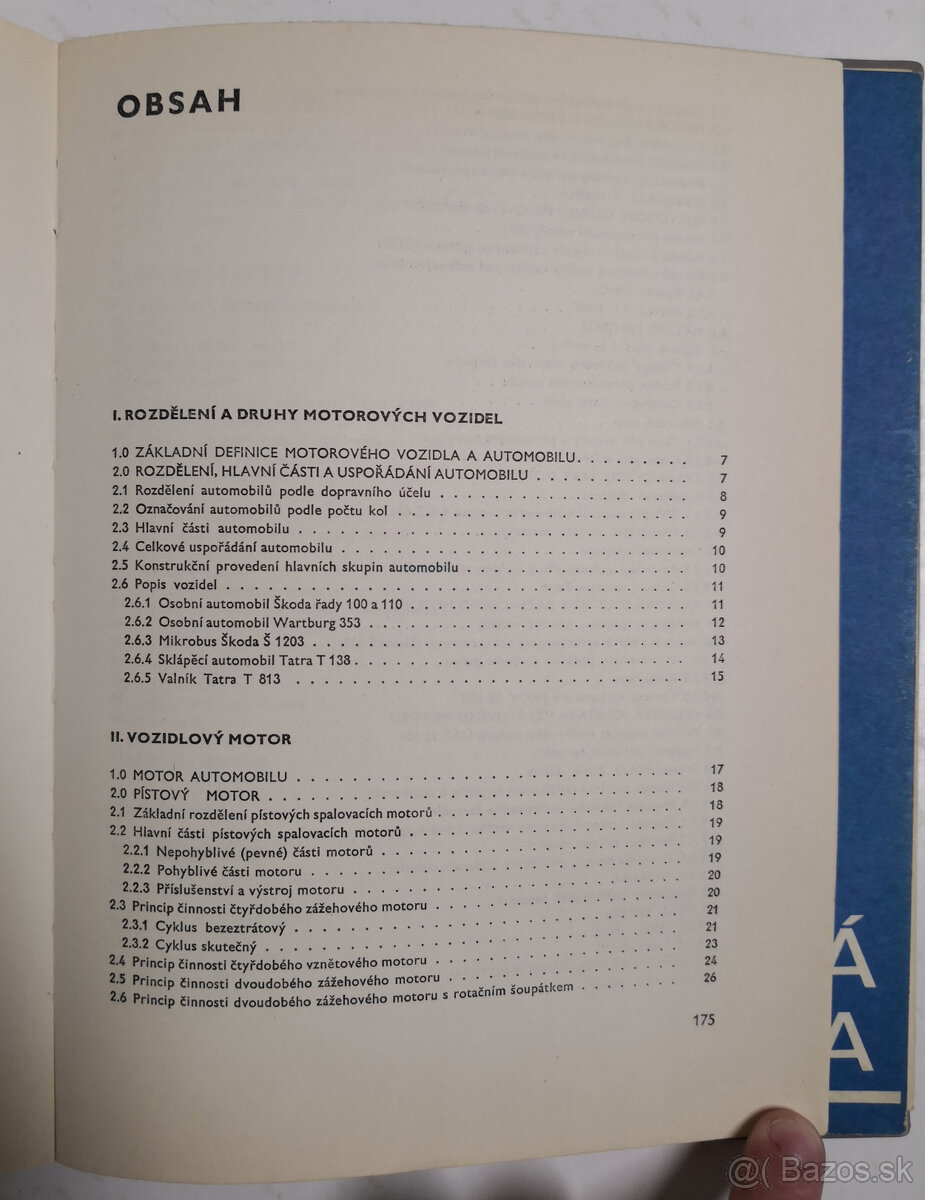 OBSAH
I. ROZDĚLENÍ A DRUHY MOTOROVÝCH VOZIDEL
1.0 ZÁKLADNÍ DEFINICE MOTOROVÉHO VOZIDLA A AUTOMOBILU. . . . . . . . . 7
2.0 ROZDĚLENÍ, HLAVNÍ ČÁSTI A USPOŘÁDÁNÍ AUTOMOBILU . . . . . . . . . . . 7
2.1 Rozdělení automobilů podle dopravního účelu . . . . . . . . . . . . . . . . 8
2.2 Označování automobilů podle počtu kol . . . . . . . . . . . . . . . . . . 9
2.3 Hlavní části automobilu . . . . . . . . . . . . . . . . . . . . . . . . 9
2.4 Celkové uspořádání automobilu . . . . . . . . . . . . . . . . . . . . . 10
2.5 Konstrukční provedení hlavních skupin automobilu . . . . . . . . . . . . . 10
2.6 Popis vozidel . . . . . . . . . . . . . . . . . . . . . . . . . . . . 11
2.6.1 Osobní automobil Škoda řady 100 a 110 . . . . . . . . . . . . . . . . . 11
2.6.2 Osobní automobil Wartburg 353 . . . . . . . . . . . . . . . . . . . 12
2.6.3 Mikrobus Škoda Š 1203 . . . . . . . . . . . . . . . . . . . . . . . 13
2.6.4 Sklápěcí automobil Tatra T 138 . . . . . . . . . . . . . . . . . . . . 14
2.6.5 Valník Tatra T 813 . . . . . . . . . . . . . . . . . . . . . . . . 15
II. VOZIDLOVÝ MOTOR
1.0 MOTOR AUTOMOBILU . . . . . . . . . . . . . . . . . . . . . . . . 17
2.0 PÍSTOVÝ MOTOR . . . . . . . . . . . . . . . . . . . . . . . . . . 18
2.1 Základní rozdělení pístových spalovacích motorů . . . . . . . . . . . . . . . 18
2.2 Hlavní části pístových spalovacích motorů . . . . . . . . . . . . . . . . . 19
2.2.1 Nepohyblivé (pevné) části motorů . . . . . . . . . . . . . . . . . . . 19
2.2.2 Pohyblivé části motoru . . . . . . . . . . . . . . . . . . . . . . . 19
2.2.3 Příslušenství a výstroj motoru . . . . . . . . . . . . . . . . . . . . 20
2.3 Princip činnosti čtyřdobého zážehového motoru . . . . . . . . . . . . . . . 20
2.3.1 Cyklus bezeztrátový . . . . . . . . . . . . . . . . . . . . . . . . 21
2.3.2 Cyklus skutečný . . . . . . . . . . . . . . . . . . . . . . . . . . 21
2.4 Princip činnosti čtyřdobého vznětového motoru . . . . . . . . . . . . . . . 23
2.5 Princip činnosti dvoudobého zážehového motoru . . . . . . . . . . . . . . . 24
2.6 Princip činnosti dvoudobého zážehového motoru s rotačním šoupátkem . . . . . . . 26
175
Á
A
@( Bazos.sk